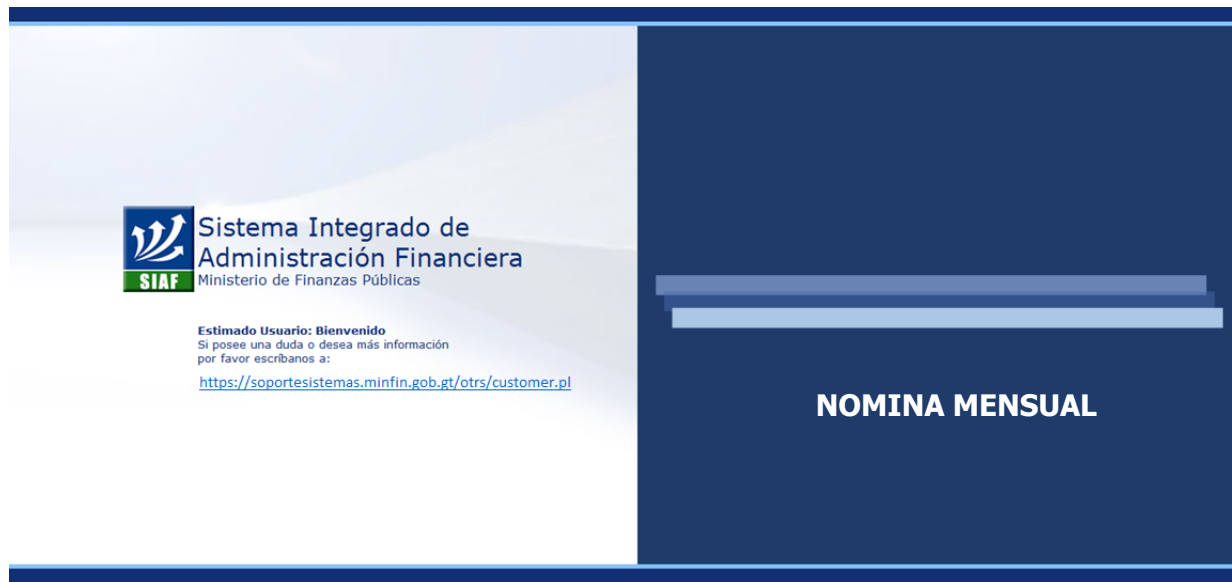 Sistema Integrado de
Administración Financiera
SIAF
Ministerio de Finanzas Públicas
Estimado Usuario: Bienvenido
Si posee una duda o desea más información
por favor escríbanos a:
https://soportesistemas.minfin.gob.gt/otrs/customer.pl
NOMINA MENSUAL